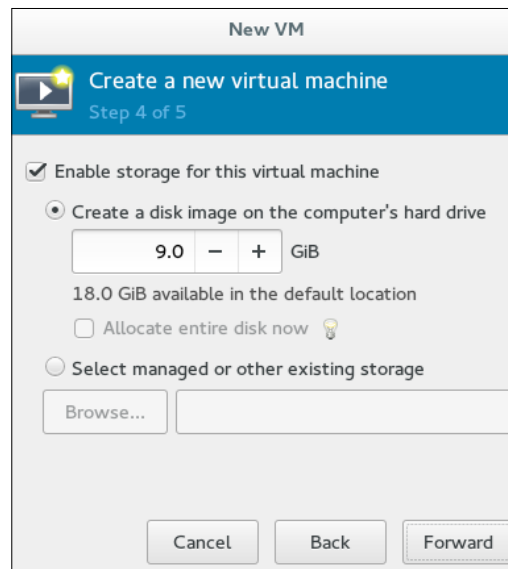 New VM
Create a new virtual machine
Step 4 of 5
Enable storage for this virtual machine
Create a disk image on the computer's hard drive
9.0 − + GiB
18.0 GiB available in the default location
Allocate entire disk now
Select managed or other existing storage
Browse...
Cancel Back Forward